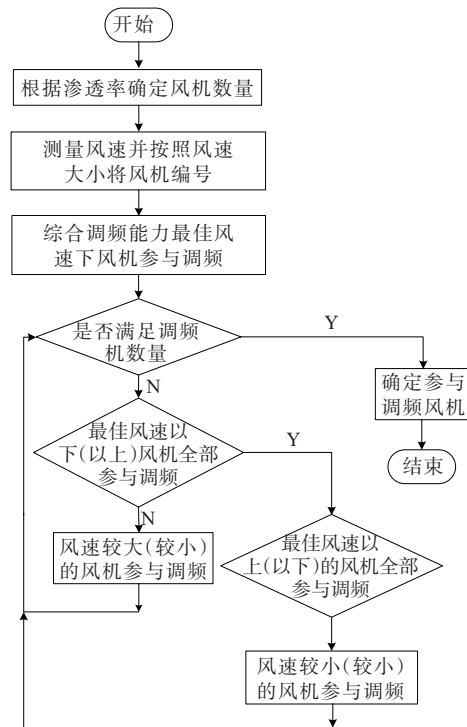 开始
根据渗透率确定风机数量
测量风速并按照风速
大小将风机编号
综合调频能力最佳风
速下风机参与调频
是否满足调频
机数量
Y
N
确定参与
调频风机
结束
最佳风速以
下(以上)风机全部
参与调频
Y
N
风速较大(较小)
的风机参与调频
最佳风速以
上(以下)的风机全部
参与调频
风速较小(较小)
的风机参与调频